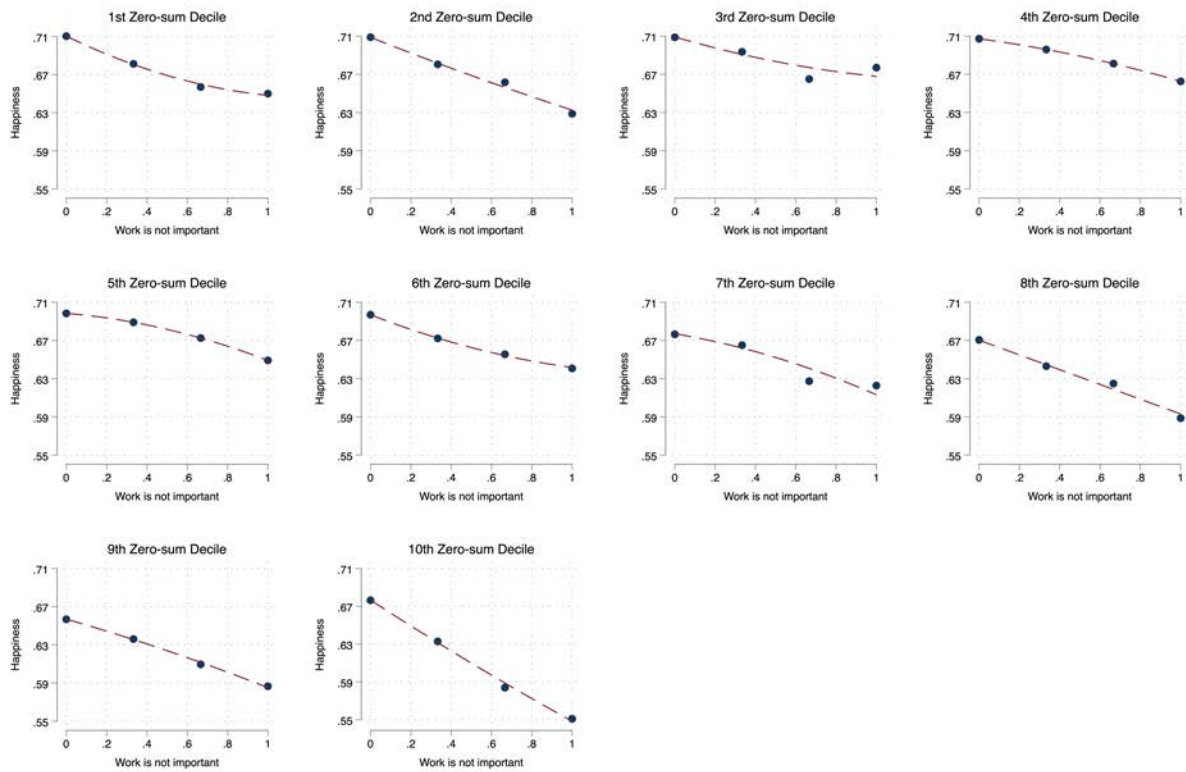 1st Zero-sum Decile
.71
.67
.63
.59
.55
Happiness
0 .2 .4 .6 .8 1
Work is not important
2nd Zero-sum Decile
.71
.67
.63
.59
.55
Happiness
0 .2 .4 .6 .8 1
Work is not important
3rd Zero-sum Decile
.71
.67
.63
.59
.55
Happiness
0 .2 .4 .6 .8 1
Work is not important
4th Zero-sum Decile
.71
.67
.63
.59
.55
Happiness
0 .2 .4 .6 .8 1
Work is not important
5th Zero-sum Decile
.71
.67
.63
.59
.55
Happiness
0 .2 .4 .6 .8 1
Work is not important
6th Zero-sum Decile
.71
.67
.63
.59
.55
Happiness
0 .2 .4 .6 .8 1
Work is not important
7th Zero-sum Decile
.71
.67
.63
.59
.55
Happiness
0 .2 .4 .6 .8 1
Work is not important
8th Zero-sum Decile
.71
.67
.63
.59
.55
Happiness
0 .2 .4 .6 .8 1
Work is not important
9th Zero-sum Decile
.71
.67
.63
.59
.55
Happiness
0 .2 .4 .6 .8 1
Work is not important
10th Zero-sum Decile
.71
.67
.63
.59
.55
Happiness
0 .2 .4 .6 .8 1
Work is not important